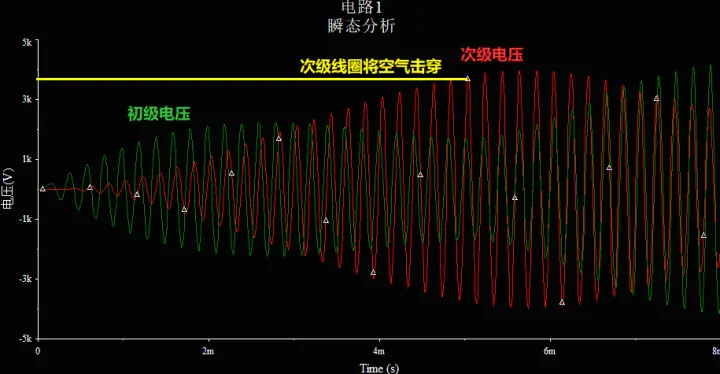 电路1
瞬态分析
5k
次级电压
次级线圈将空气击穿
3k
初级电压
1k
电压(V)
-1k
-3k
-5k
0
2m
4m
6m
8m
Time (s)